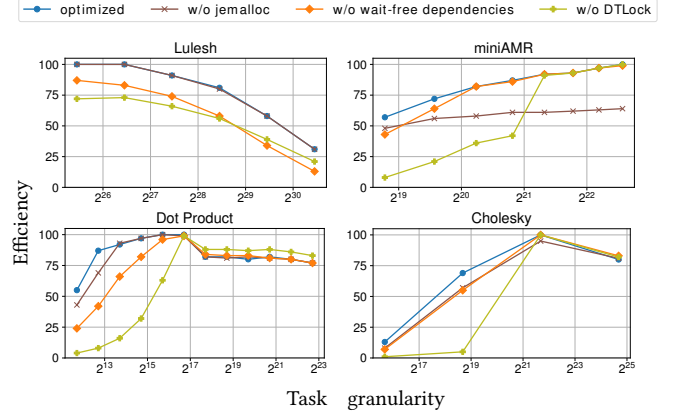 optimized w/o jemalloc w/o wait-free dependencies w/o DTLock
Lulesh miniAMR
100 75 50 25 0
2^26 2^27 2^28 2^29 2^30
100 75 50 25 0
2^19 2^20 2^21 2^22
Efficiency
Dot Product Cholesky
100 75 50 25 0
2^13 2^15 2^17 2^19 2^21 2^23
100 75 50 25 0
2^17 2^19 2^21 2^23 2^25
Task granularity